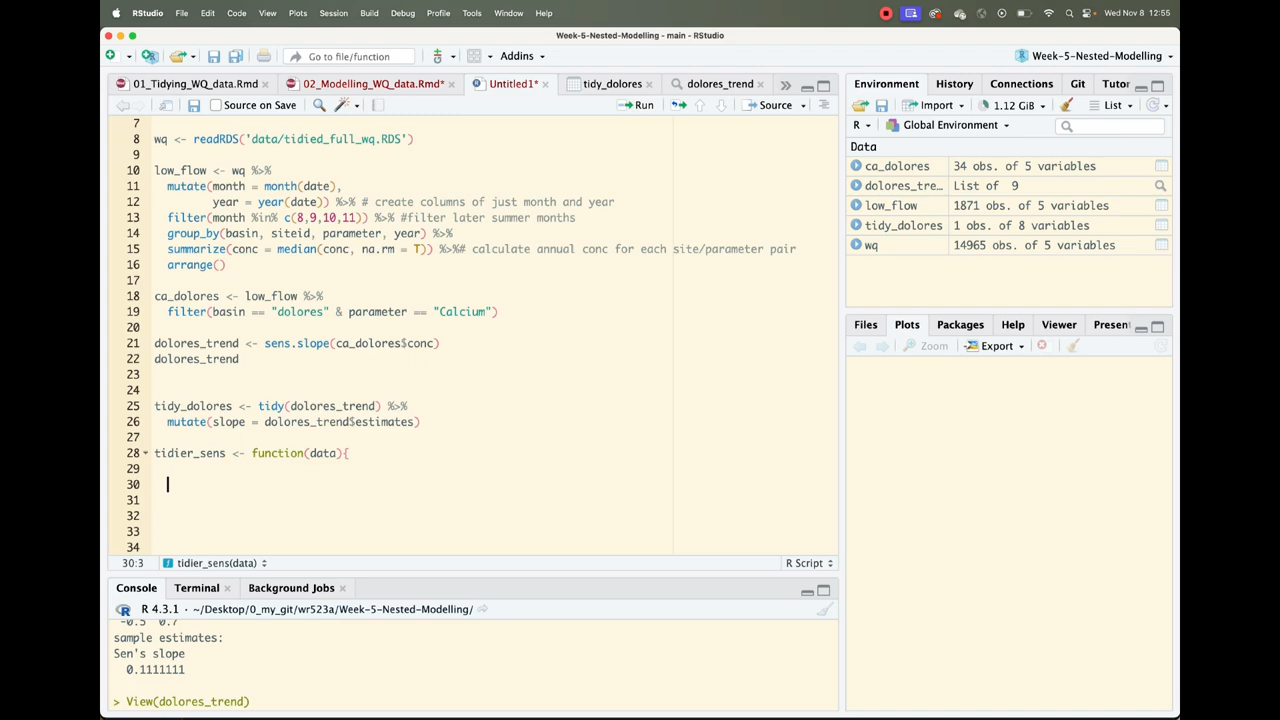 RStudio File Edit Code View Plots Session Build Debug Profile Tools Window Help Wed Nov 8 12:55
Week-5-Nested-Modelling - main - RStudio
Go to file/function Addins Week-5-Nested-Modelling
01_Tidying_WQ_data.Rmd 02_Modelling_WQ_data.Rmd* Untitled1* tidy_dolores dolores_trend
Source on Save Run Source
7
8 wq <- readRDS('data/tidied_full_wq.RDS')
9
10 low_flow <- wq %>%
11 mutate(month = month(date),
12 year = year(date)) %>% # create columns of just month and year
13 filter(month %in% c(8,9,10,11)) %>% #filter later summer months
14 group_by(basin, siteid, parameter, year) %>%
15 summarize(conc = median(conc, na.rm = T)) %>%# calculate annual conc for each site/parameter pair
16 arrange()
17
18 ca_dolores <- low_flow %>%
19 filter(basin == "dolores" & parameter == "Calcium")
20
21 dolores_trend <- sens.slope(ca_dolores$conc)
22 dolores_trend
23
24
25 tidy_dolores <- tidy(dolores_trend) %>%
26 mutate(slope = dolores_trend$estimates)
27
28 tidier_sens <- function(data){
29
30
31
32
33
34
30:3 tidier_sens(data) R Script
Console Terminal Background Jobs
R 4.3.1 · ~/Desktop/0_my_git/wr523a/Week-5-Nested-Modelling/
-0.5 0.7
sample estimates:
Sen's slope
0.1111111
> View(dolores_trend)
Environment History Connections Git Tutor
Import 1.12 GiB List
R Global Environment
Data
ca_dolores 34 obs. of 5 variables
dolores_tre… List of 9
low_flow 1871 obs. of 5 variables
tidy_dolores 1 obs. of 8 variables
wq 14965 obs. of 5 variables
Files Plots Packages Help Viewer Present
Zoom Export